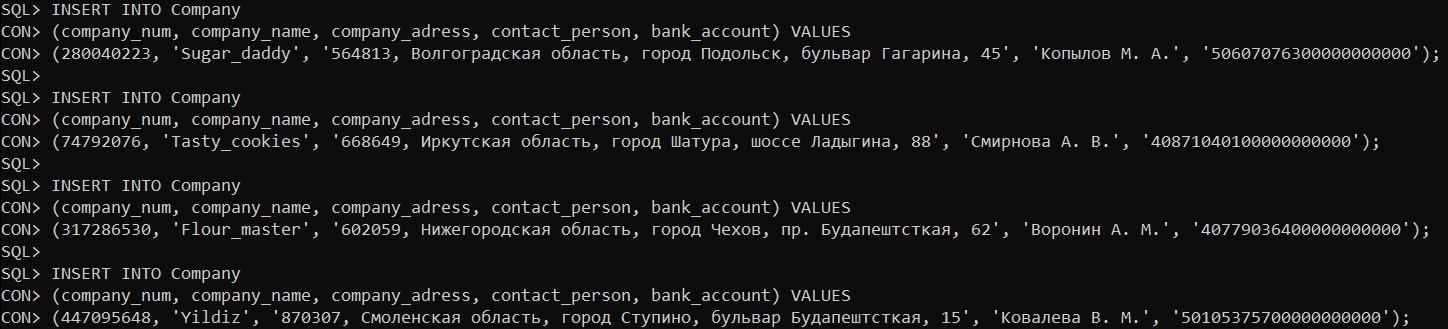 SQL> INSERT INTO Company
CON> (company_num, company_name, company_adress, contact_person, bank_account) VALUES
CON> (280040223, 'Sugar_daddy', '564813, Волгоградская область, город Подольск, бульвар Гагарина, 45', 'Копылов М. А.', '50607076300000000000');
SQL>
SQL> INSERT INTO Company
CON> (company_num, company_name, company_adress, contact_person, bank_account) VALUES
CON> (74792076, 'Tasty_cookies', '668649, Иркутская область, город Шатура, шоссе Ладыгина, 88', 'Смирнова А. В.', '40871040100000000000');
SQL>
SQL> INSERT INTO Company
CON> (company_num, company_name, company_adress, contact_person, bank_account) VALUES
CON> (317286530, 'Flour_master', '602059, Нижегородская область, город Чехов, пр. Будапештсткая, 62', 'Воронин А. М.', '40779036400000000000');
SQL>
SQL> INSERT INTO Company
CON> (company_num, company_name, company_adress, contact_person, bank_account) VALUES
CON> (447095648, 'Yildiz', '870307, Смоленская область, город Ступино, бульвар Будапештсткая, 15', 'Ковалева В. М.', '50105375700000000000');